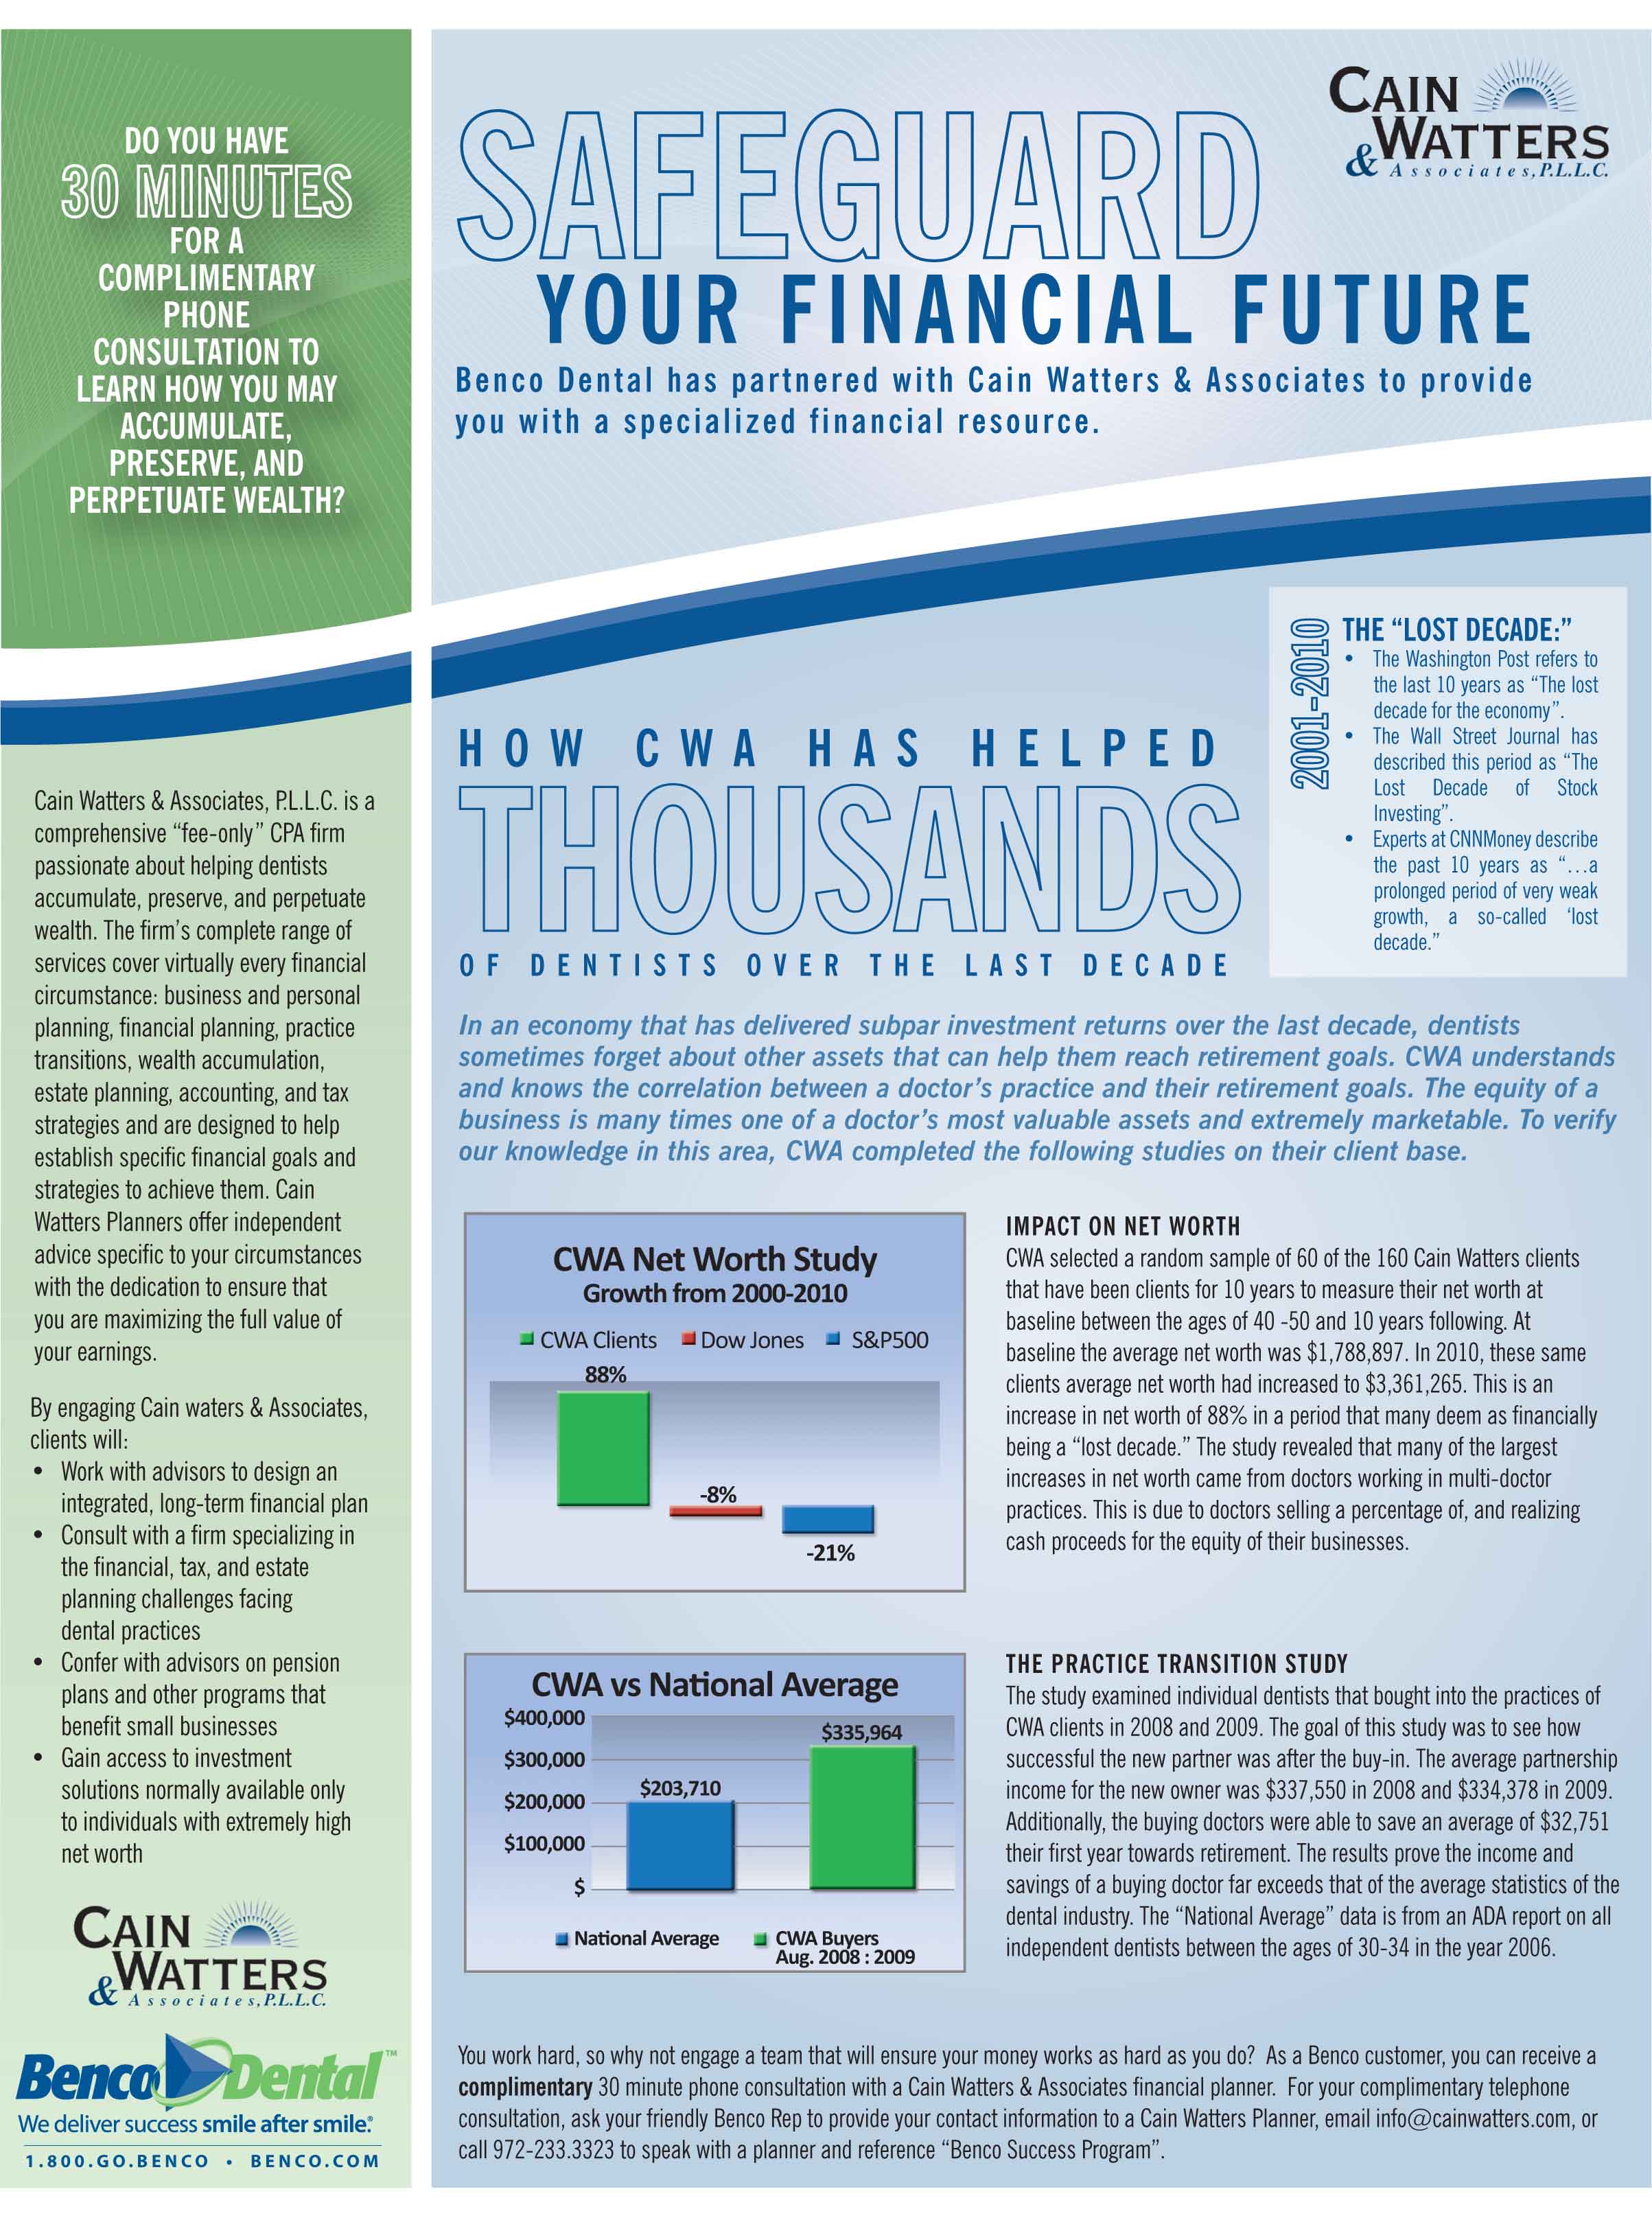 DO YOU HAVE
30 MINUTES
FOR A
COMPLIMENTARY
PHONE
CONSULTATION TO
LEARN HOW YOU MAY
ACCUMULATE,
PRESERVE, AND
PERPETUATE WEALTH?
Cain Watters & Associates, P.L.L.C. is a
comprehensive “fee-only” CPA firm
passionate about helping dentists
accumulate, preserve, and perpetuate
wealth. The firm’s complete range of
services cover virtually every financial
circumstance: business and personal
planning, financial planning, practice
transitions, wealth accumulation,
estate planning, accounting, and tax
strategies and are designed to help
establish specific financial goals and
strategies to achieve them. Cain
Watters Planners offer independent
advice specific to your circumstances
with the dedication to ensure that
you are maximizing the full value of
your earnings.
By engaging Cain waters & Associates,
clients will:
• Work with advisors to design an
integrated, long-term financial plan
• Consult with a firm specializing in
the financial, tax, and estate
planning challenges facing
dental practices
• Confer with advisors on pension
plans and other programs that
benefit small businesses
• Gain access to investment
solutions normally available only
to individuals with extremely high
net worth
CAIN
WATTERS
& Associates, P.L.L.C.
Benco Dental™
We deliver success smile after smile.®
1.800.GO.BENCO • BENCO.COM
CAIN
WATTERS
& Associates, P.L.L.C.
SAFEGUARD
YOUR FINANCIAL FUTURE
Benco Dental has partnered with Cain Watters & Associates to provide
you with a specialized financial resource.
2001-2010
THE “LOST DECADE:”
• The Washington Post refers to
the last 10 years as “The lost
decade for the economy”.
• The Wall Street Journal has
described this period as “The
Lost Decade of Stock
Investing”.
• Experts at CNNMoney describe
the past 10 years as “...a
prolonged period of very weak
growth, a so-called ‘lost
decade.”
HOW CWA HAS HELPED
THOUSANDS
OF DENTISTS OVER THE LAST DECADE
In an economy that has delivered subpar investment returns over the last decade, dentists
sometimes forget about other assets that can help them reach retirement goals. CWA understands
and knows the correlation between a doctor’s practice and their retirement goals. The equity of a
business is many times one of a doctor’s most valuable assets and extremely marketable. To verify
our knowledge in this area, CWA completed the following studies on their client base.
CWA Net Worth Study
Growth from 2000-2010
CWA Clients Dow Jones S&P500
88%
-8%
-21%
IMPACT ON NET WORTH
CWA selected a random sample of 60 of the 160 Cain Watters clients
that have been clients for 10 years to measure their net worth at
baseline between the ages of 40 -50 and 10 years following. At
baseline the average net worth was $1,788,897. In 2010, these same
clients average net worth had increased to $3,361,265. This is an
increase in net worth of 88% in a period that many deem as financially
being a “lost decade.” The study revealed that many of the largest
increases in net worth came from doctors working in multi-doctor
practices. This is due to doctors selling a percentage of, and realizing
cash proceeds for the equity of their businesses.
CWA vs National Average
$400,000
$335,964
$300,000
$203,710
$200,000
$100,000
$
National Average CWA Buyers
Aug. 2008 : 2009
THE PRACTICE TRANSITION STUDY
The study examined individual dentists that bought into the practices of
CWA clients in 2008 and 2009. The goal of this study was to see how
successful the new partner was after the buy-in. The average partnership
income for the new owner was $337,550 in 2008 and $334,378 in 2009.
Additionally, the buying doctors were able to save an average of $32,751
their first year towards retirement. The results prove the income and
savings of a buying doctor far exceeds that of the average statistics of the
dental industry. The “National Average” data is from an ADA report on all
independent dentists between the ages of 30-34 in the year 2006.
You work hard, so why not engage a team that will ensure your money works as hard as you do? As a Benco customer, you can receive a
complimentary 30 minute phone consultation with a Cain Watters & Associates financial planner. For your complimentary telephone
consultation, ask your friendly Benco Rep to provide your contact information to a Cain Watters Planner, email info@cainwatters.com, or
call 972-233.3323 to speak with a planner and reference “Benco Success Program”.